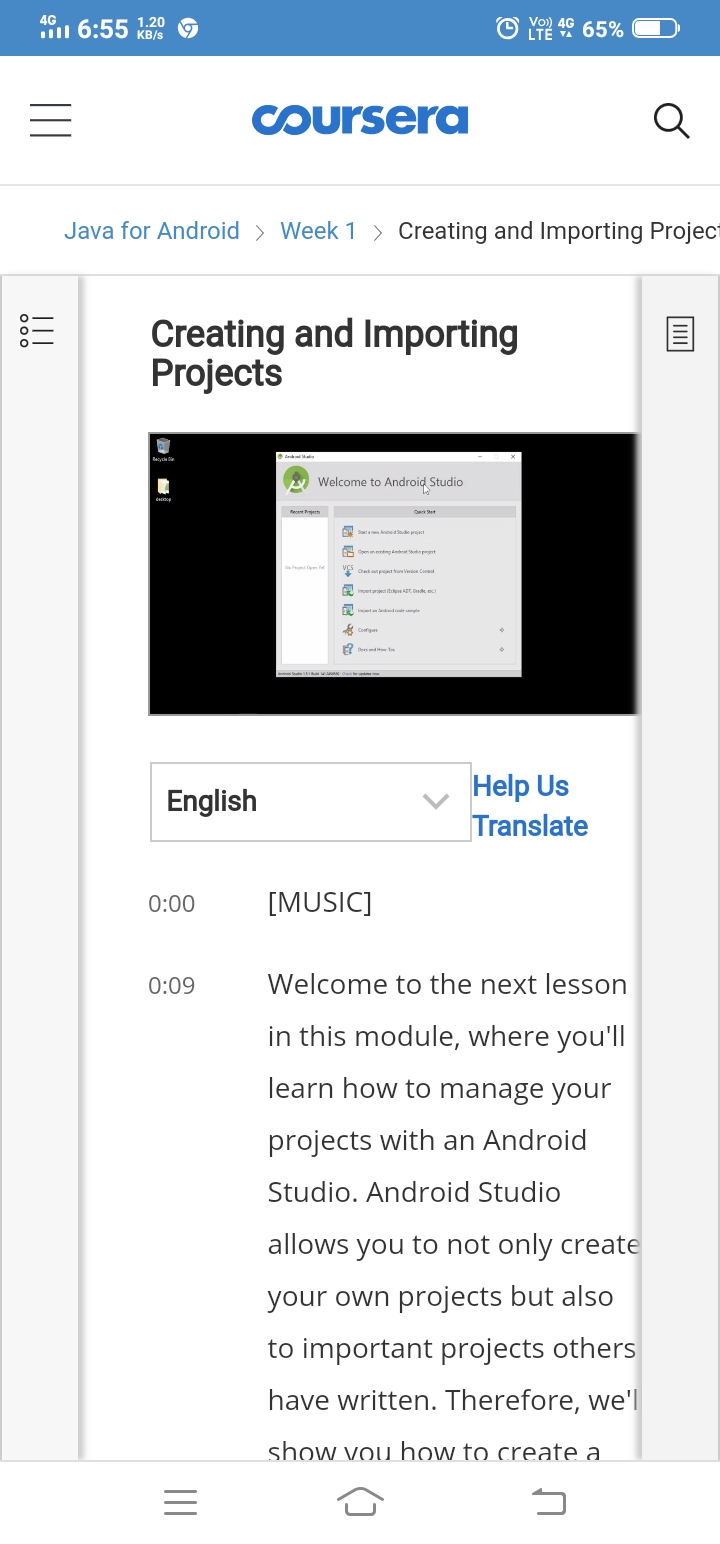 4G 6:55 1.20 KB/s Vo)) LTE 4G 65%
coursera
Java for Android > Week 1 > Creating and Importing Project
Creating and Importing
Projects
Recycle Bin
desktop
Android Studio
Welcome to Android Studio
Recent Projects
Quick Start
No Project Open Yet
Start a new Android Studio project
Open an existing Android Studio project
VCS Check out project from Version Control
Import project (Eclipse ADT, Gradle, etc.)
Import an Android code sample
Configure
Docs and How-Tos
English
Help Us
Translate
0:00 [MUSIC]
0:09 Welcome to the next lesson
in this module, where you'll
learn how to manage your
projects with an Android
Studio. Android Studio
allows you to not only create
your own projects but also
to important projects others
have written. Therefore, we'l
show you how to create a